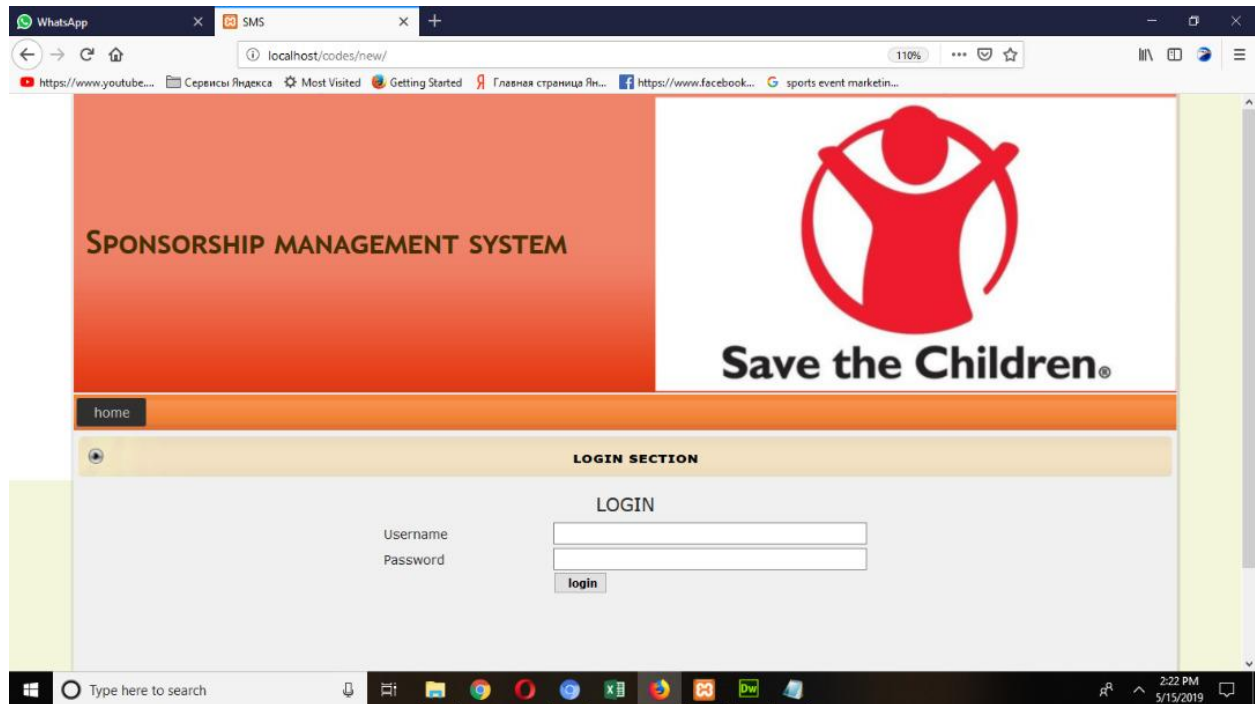 WhatsApp
SMS
localhost/codes/new/
110%
https://www.youtube....
Сервисы Яндекса
Most Visited
Getting Started
Главная страница Ян...
https://www.facebook...
sports event marketin...
SPONSORSHIP MANAGEMENT SYSTEM
Save the Children®
home
LOGIN SECTION
LOGIN
Username
Password
login
Type here to search
2:22 PM
5/15/2019